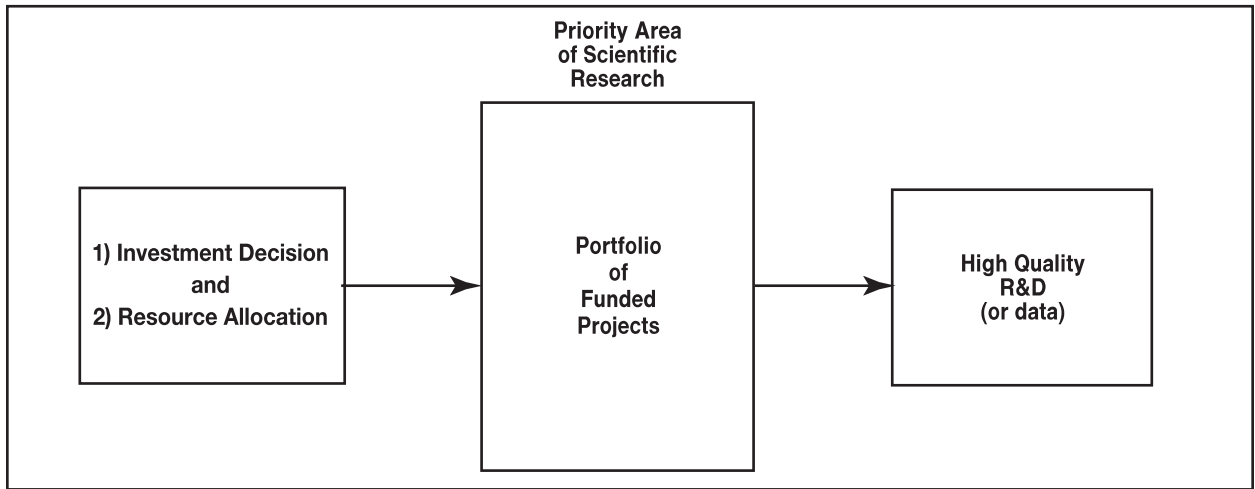 Priority Area
of Scientific
Research
1) Investment Decision
and
2) Resource Allocation
Portfolio
of
Funded
Projects
High Quality
R&D
(or data)